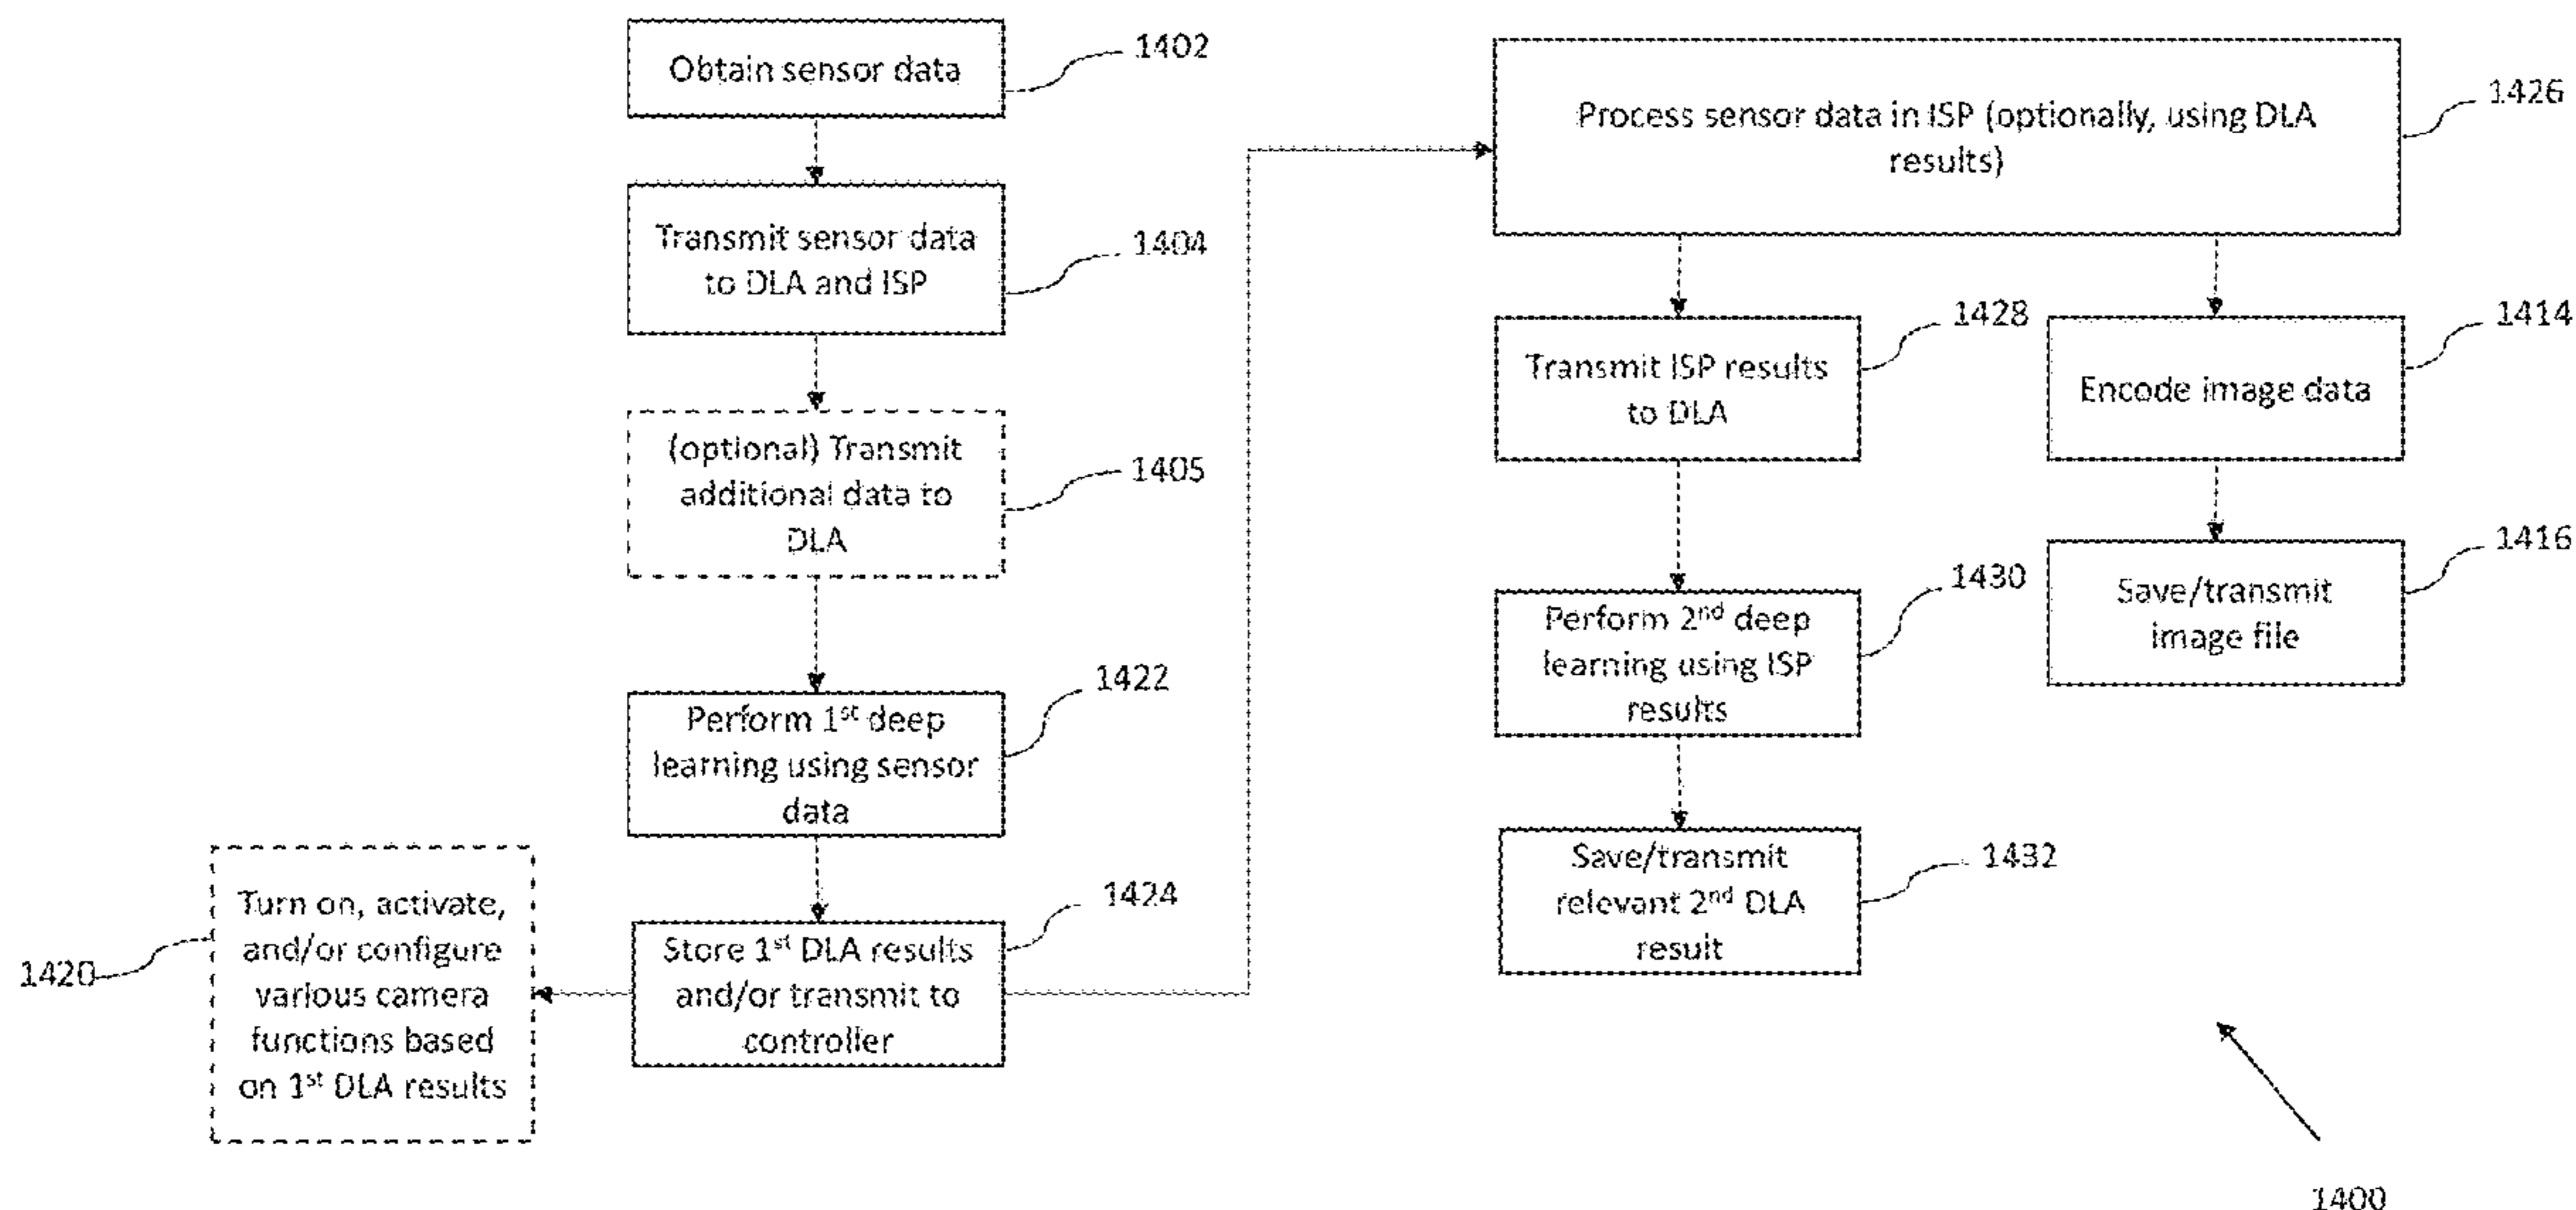 Obtain sensor data
1402
Transmit sensor data
to DLA and ISP
1404
(optional) Transmit
additional data to
DLA
1405
Perform 1st deep
learning using sensor
data
1422
Store 1st DLA results
and/or transmit to
controller
1424
Turn on, activate,
and/or configure
various camera
functions based
on 1st DLA results
1420
Process sensor data in ISP (optionally, using DLA
results)
1426
Transmit ISP results
to DLA
1428
Perform 2nd deep
learning using ISP
results
1430
Save/transmit
relevant 2nd DLA
result
1432
Encode image data
1414
Save/transmit
image file
1416
1400